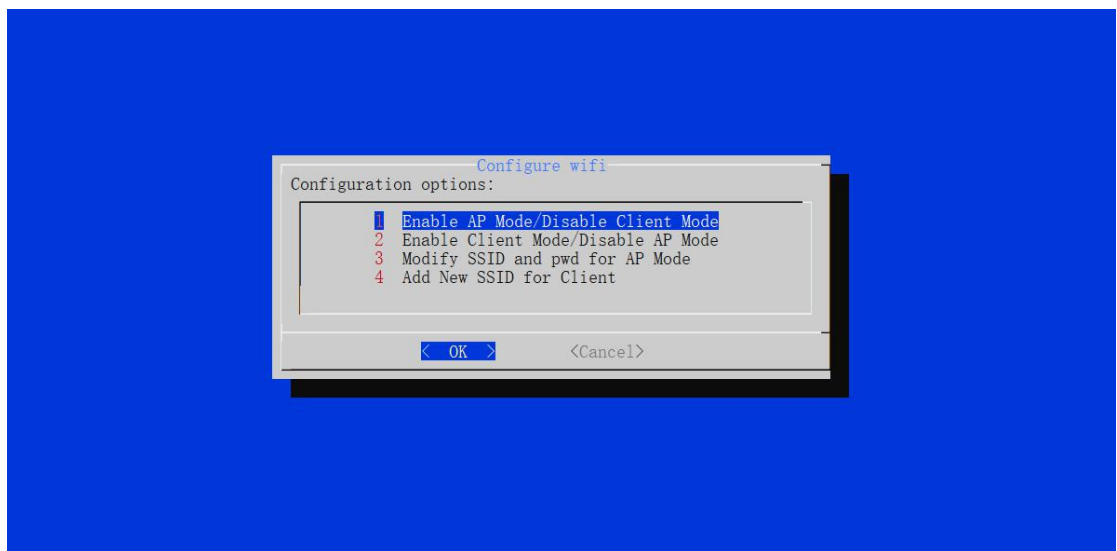 Configure wifi
Configuration options:
1 Enable AP Mode/Disable Client Mode
2 Enable Client Mode/Disable AP Mode
3 Modify SSID and pwd for AP Mode
4 Add New SSID for Client
< OK > <Cancel>